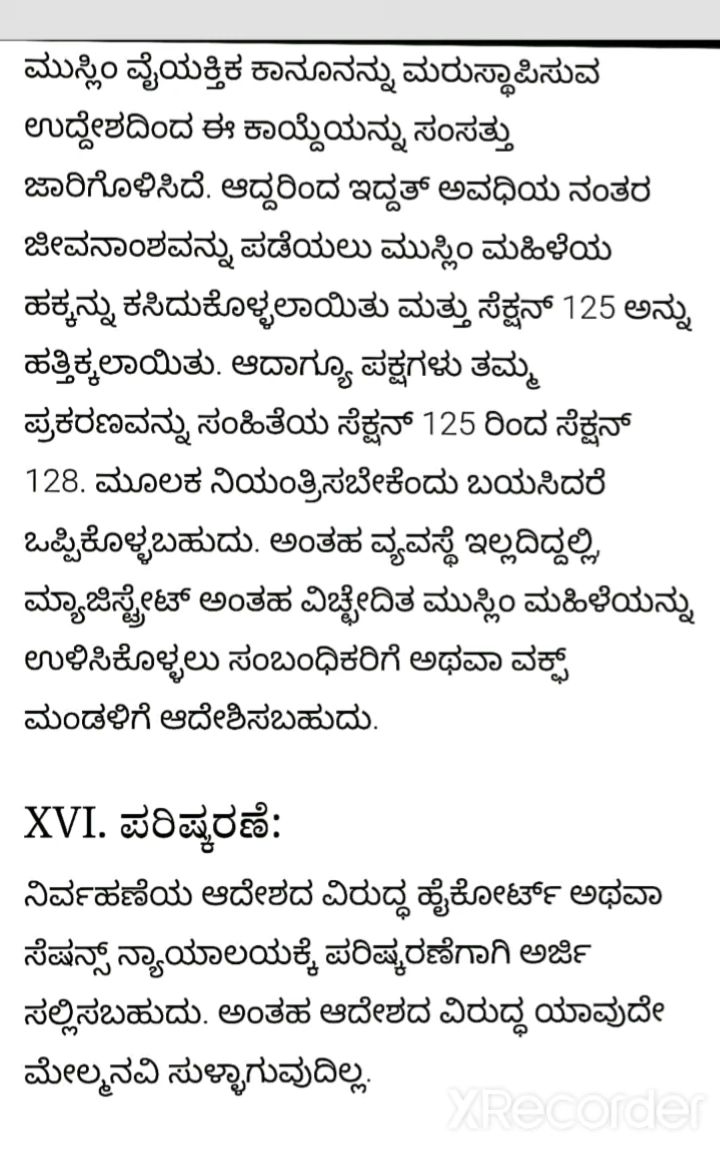 ಮುಸ್ಲಿಂ ವೈಯಕ್ತಿಕ ಕಾನೂನನ್ನು ಮರುಸ್ಥಾಪಿಸುವ
ಉದ್ದೇಶದಿಂದ ಈ ಕಾಯ್ದೆಯನ್ನು ಸಂಸತ್ತು
ಜಾರಿಗೊಳಿಸಿದೆ. ಆದ್ದರಿಂದ ಇದ್ದತ್ ಅವಧಿಯ ನಂತರ
ಜೀವನಾಂಶವನ್ನು ಪಡೆಯಲು ಮುಸ್ಲಿಂ ಮಹಿಳೆಯ
ಹಕ್ಕನ್ನು ಕಸಿದುಕೊಳ್ಳಲಾಯಿತು ಮತ್ತು ಸೆಕ್ಷನ್ 125 ಅನ್ನು
ಹತ್ತಿಕ್ಕಲಾಯಿತು. ಆದಾಗ್ಯೂ ಪಕ್ಷಗಳು ತಮ್ಮ
ಪ್ರಕರಣವನ್ನು ಸಂಹಿತೆಯ ಸೆಕ್ಷನ್ 125 ರಿಂದ ಸೆಕ್ಷನ್
128. ಮೂಲಕ ನಿಯಂತ್ರಿಸಬೇಕೆಂದು ಬಯಸಿದರೆ
ಒಪ್ಪಿಕೊಳ್ಳಬಹುದು. ಅಂತಹ ವ್ಯವಸ್ಥೆ ಇಲ್ಲದಿದ್ದಲ್ಲಿ,
ಮ್ಯಾಜಿಸ್ಟ್ರೇಟ್ ಅಂತಹ ವಿಚ್ಛೇದಿತ ಮುಸ್ಲಿಂ ಮಹಿಳೆಯನ್ನು
ಉಳಿಸಿಕೊಳ್ಳಲು ಸಂಬಂಧಿಕರಿಗೆ ಅಥವಾ ವಕ್ಫ್
ಮಂಡಳಿಗೆ ಆದೇಶಿಸಬಹುದು.
XVI. ಪರಿಷ್ಕರಣೆ:
ನಿರ್ವಹಣೆಯ ಆದೇಶದ ವಿರುದ್ಧ ಹೈಕೋರ್ಟ್ ಅಥವಾ
ಸೆಷನ್ಸ್ ನ್ಯಾಯಾಲಯಕ್ಕೆ ಪರಿಷ್ಕರಣೆಗಾಗಿ ಅರ್ಜಿ
ಸಲ್ಲಿಸಬಹುದು. ಅಂತಹ ಆದೇಶದ ವಿರುದ್ಧ ಯಾವುದೇ
ಮೇಲ್ಮನವಿ ಸುಳ್ಳಾಗುವುದಿಲ್ಲ.
XRecorder